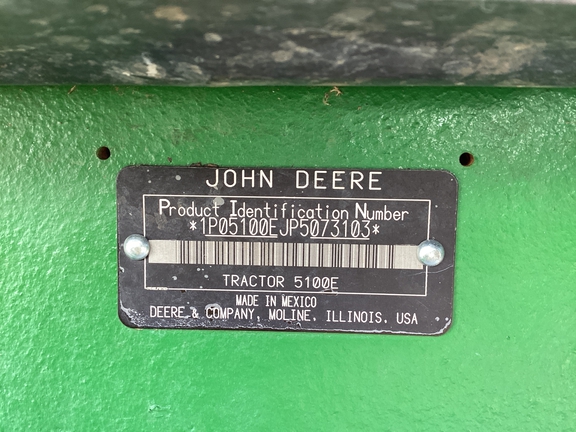 JOHN DEERE
Product Identification Number
*1P05100EJP5073103*
TRACTOR 5100E
MADE IN MEXICO
DEERE & COMPANY, MOLINE, ILLINOIS, USA